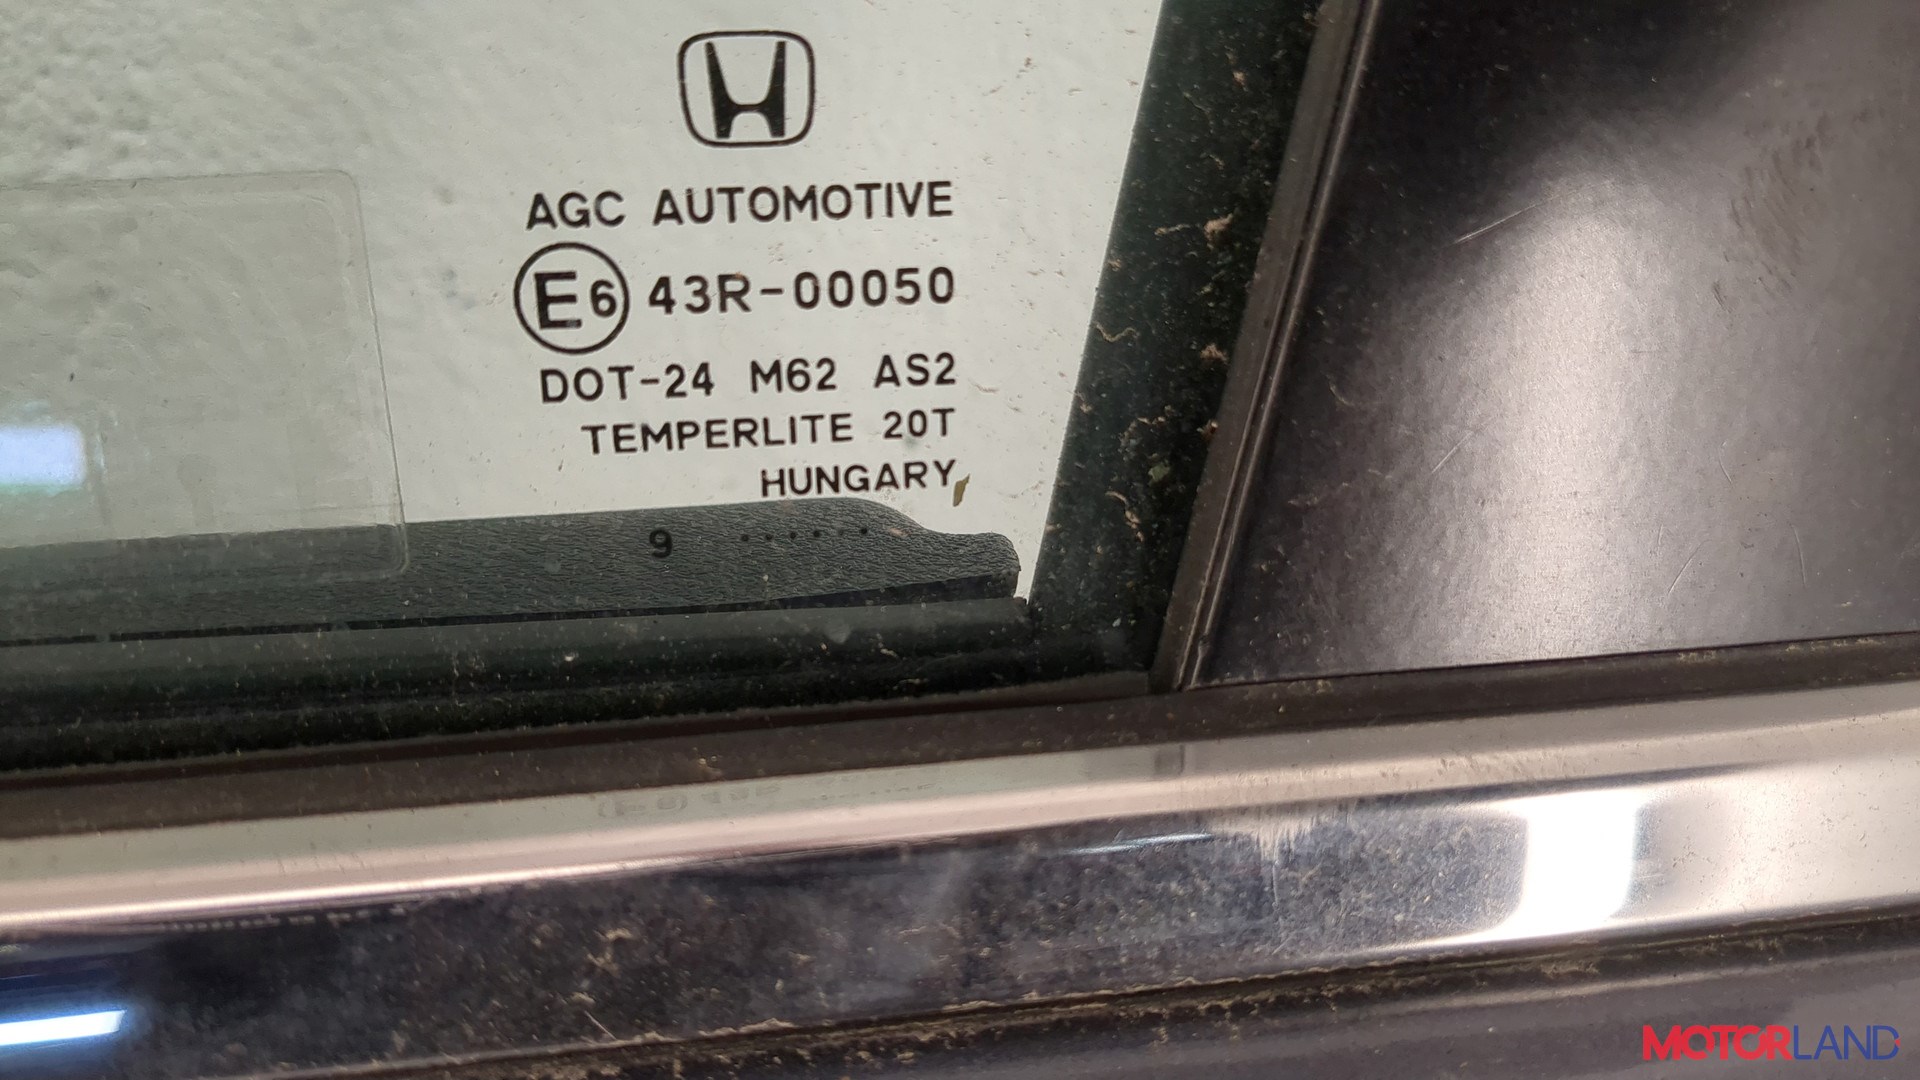 AGC AUTOMOTIVE
E6 43R-00050
DOT-24 M62 AS2
TEMPERLITE 20T
HUNGARY
9 ......
MOTORLAND